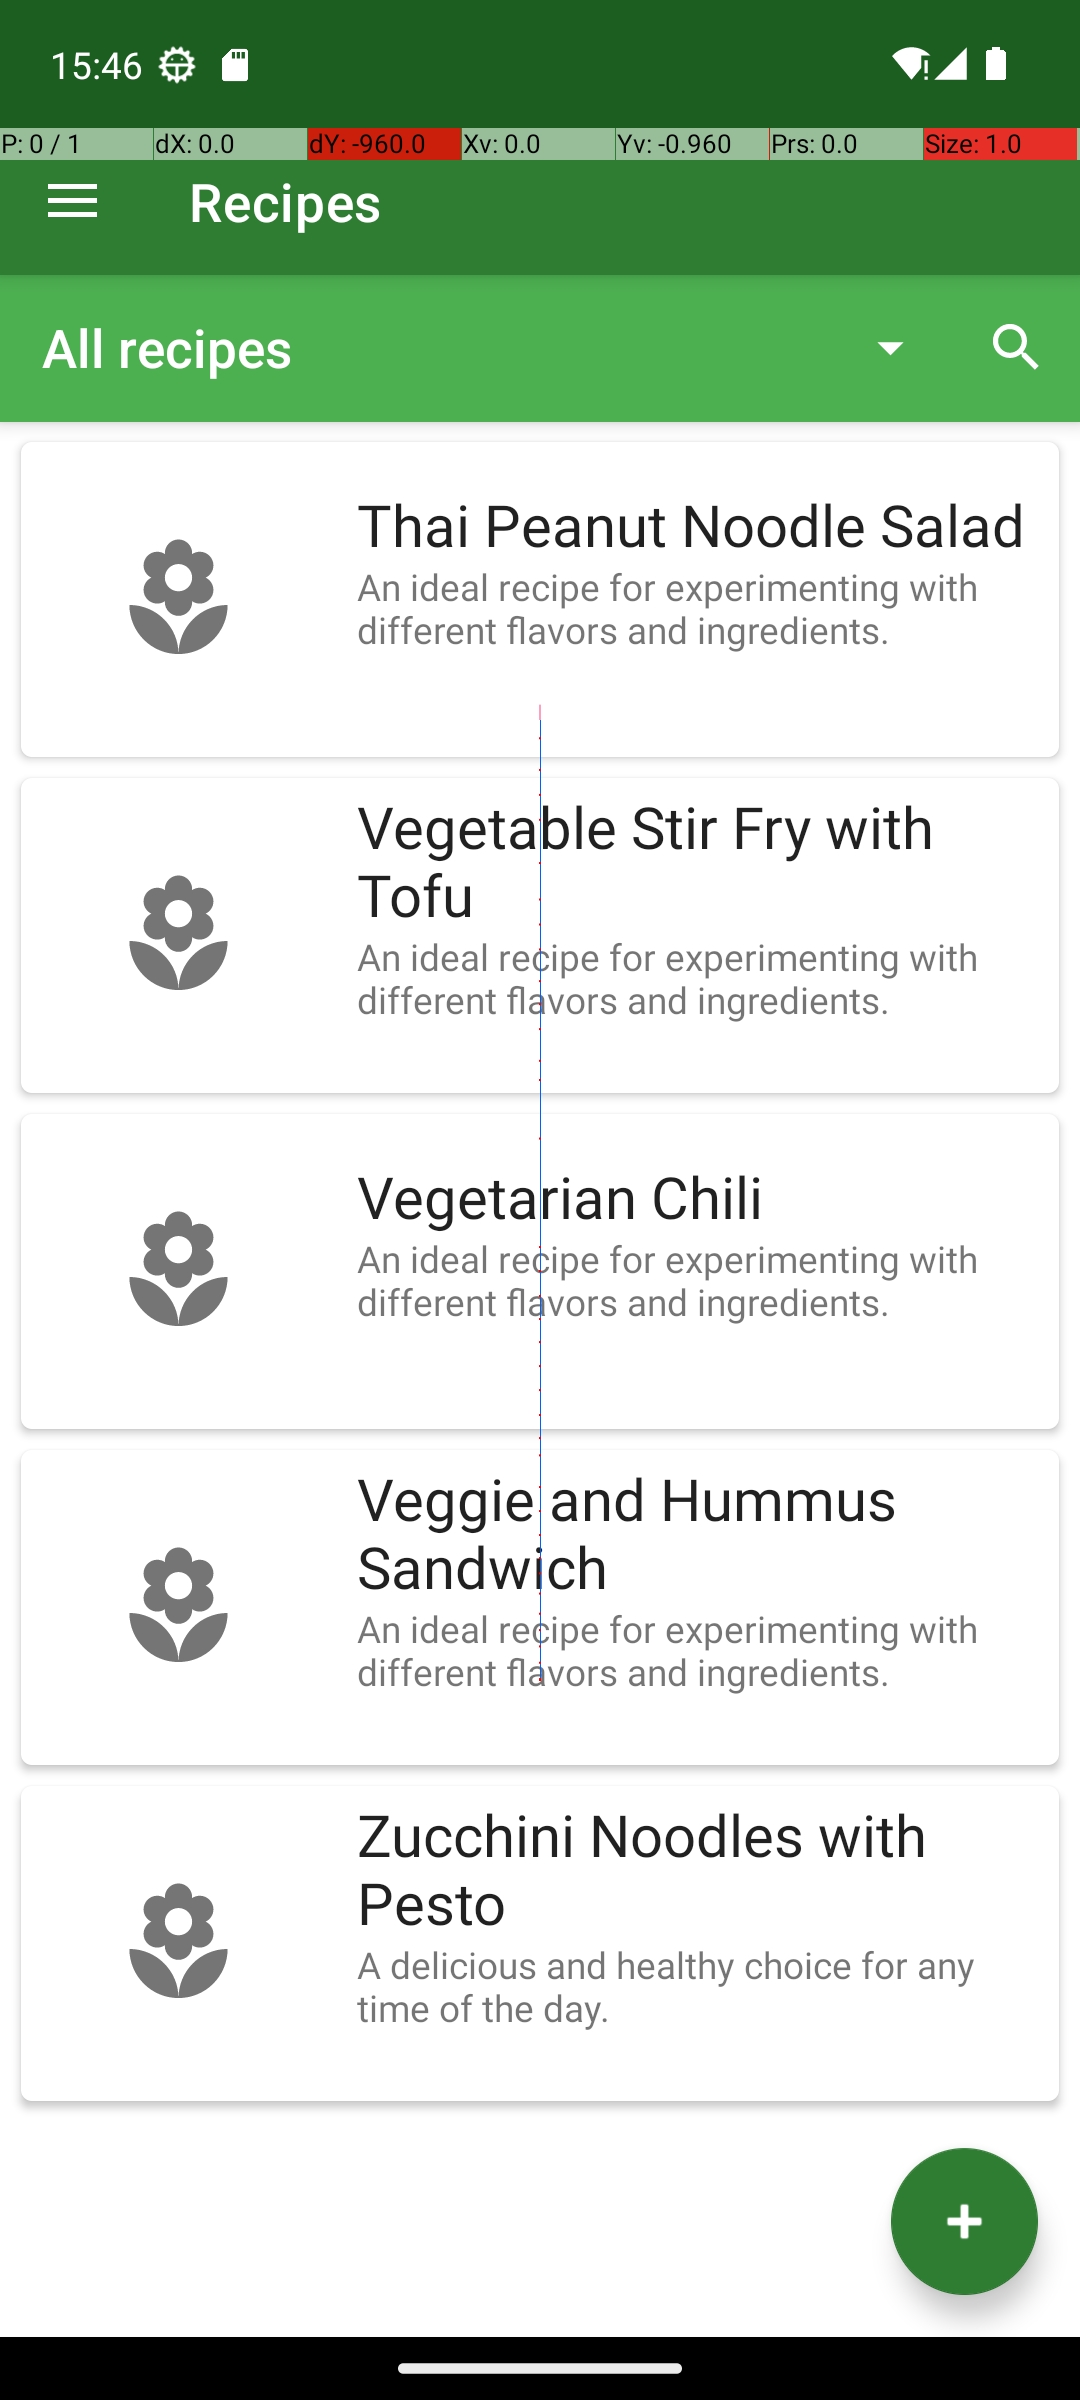 15:46
P: 0 / 1 dX: 0.0 dY: -960.0 Xv: 0.0 Yv: -0.960 Prs: 0.0 Size: 1.0
Recipes
All recipes
Thai Peanut Noodle Salad
An ideal recipe for experimenting with
different flavors and ingredients.
Vegetable Stir Fry with
Tofu
An ideal recipe for experimenting with
different flavors and ingredients.
Vegetarian Chili
An ideal recipe for experimenting with
different flavors and ingredients.
Veggie and Hummus
Sandwich
An ideal recipe for experimenting with
different flavors and ingredients.
Zucchini Noodles with
Pesto
A delicious and healthy choice for any
time of the day.